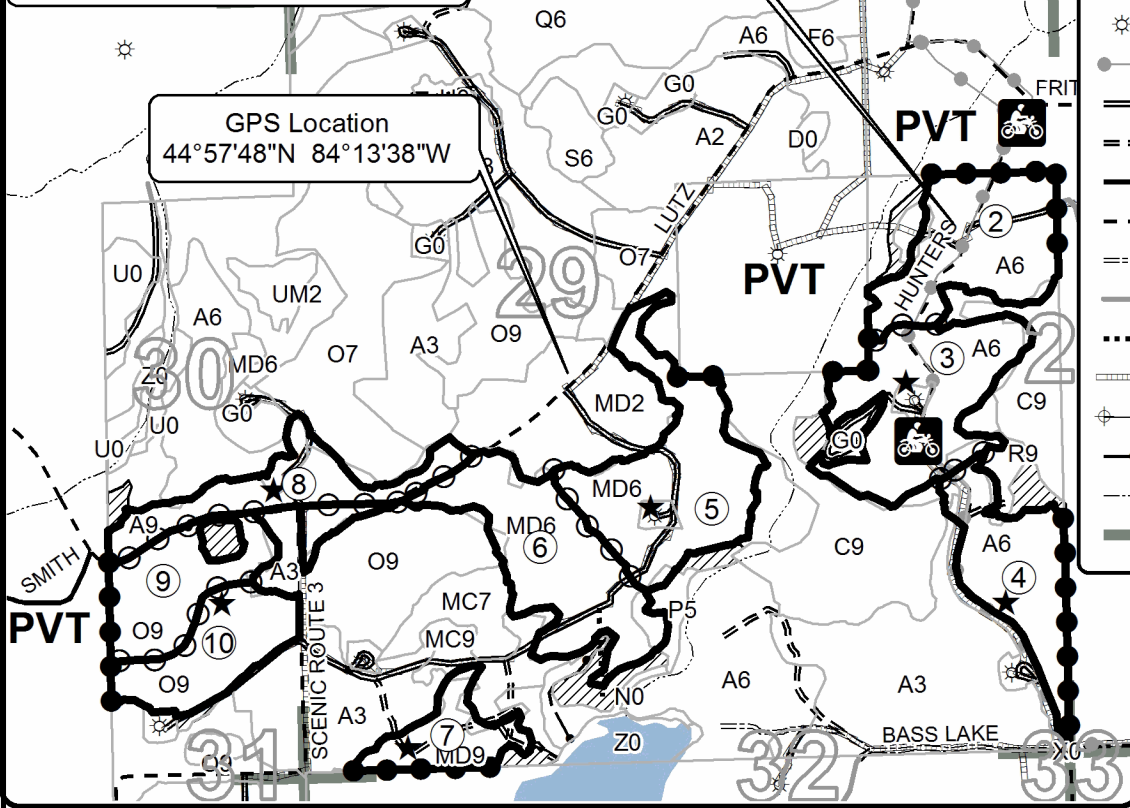 Q6
A6
F6
FRIT
G0
G0
PVT
GPS Location
44°57'48"N 84°13'38"W
A2
D0
S6
LUTZ
G0
O7
2
HUNTERS
U0
UM2
29
PVT
A6
A6
O7
A3
O9
30
MD6
Z0
3
A6
2
G0
MD2
C9
U0
U0
G0
R9
8
MD6
5
A9
MD6
6
C9
A6
SMITH
9
A3
O9
4
PVT
O9
10
MC7
P5
MC9
SCENIC ROUTE 3
O9
A3
N0
A6
A3
7
MD9
Z0
BASS LAKE
31
32
33
X0